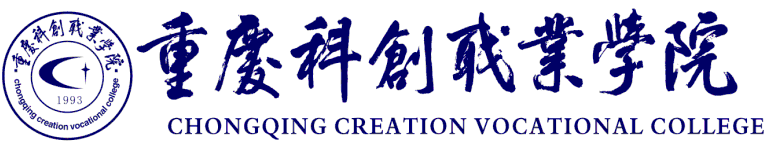 重慶科創職業學院
1993
chongqing creation vocational college
重慶科創職業學院
CHONGQING CREATION VOCATIONAL COLLEGE